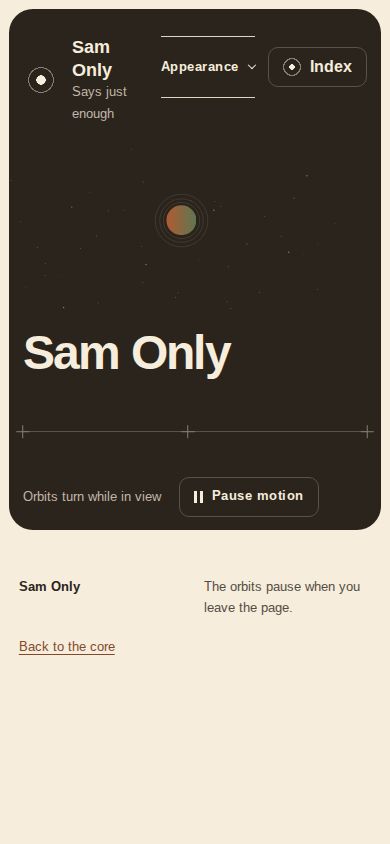 Sam
Only
Says just
enough
Appearance
Index
Sam Only
Orbits turn while in view
Pause motion
Sam Only
The orbits pause when you
leave the page.
Back to the core